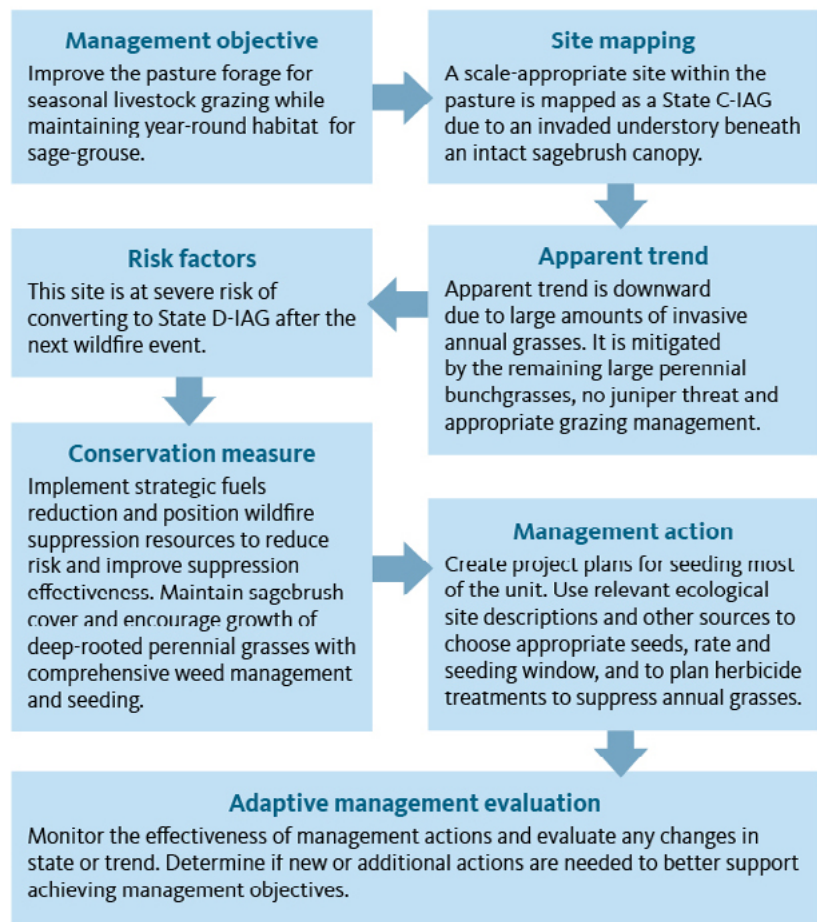 Management objective
Improve the pasture forage for
seasonal livestock grazing while
maintaining year-round habitat for
sage-grouse.
Site mapping
A scale-appropriate site within the
pasture is mapped as a State C-IAG
due to an invaded understory beneath
an intact sagebrush canopy.
Apparent trend
Apparent trend is downward
due to large amounts of invasive
annual grasses. It is mitigated
by the remaining large perennial
bunchgrasses, no juniper threat and
appropriate grazing management.
Risk factors
This site is at severe risk of
converting to State D-IAG after the
next wildfire event.
Conservation measure
Implement strategic fuels
reduction and position wildfire
suppression resources to reduce
risk and improve suppression
effectiveness. Maintain sagebrush
cover and encourage growth of
deep-rooted perennial grasses with
comprehensive weed management
and seeding.
Management action
Create project plans for seeding most
of the unit. Use relevant ecological
site descriptions and other sources to
choose appropriate seeds, rate and
seeding window, and to plan herbicide
treatments to suppress annual grasses.
Adaptive management evaluation
Monitor the effectiveness of management actions and evaluate any changes in
state or trend. Determine if new or additional actions are needed to better support
achieving management objectives.